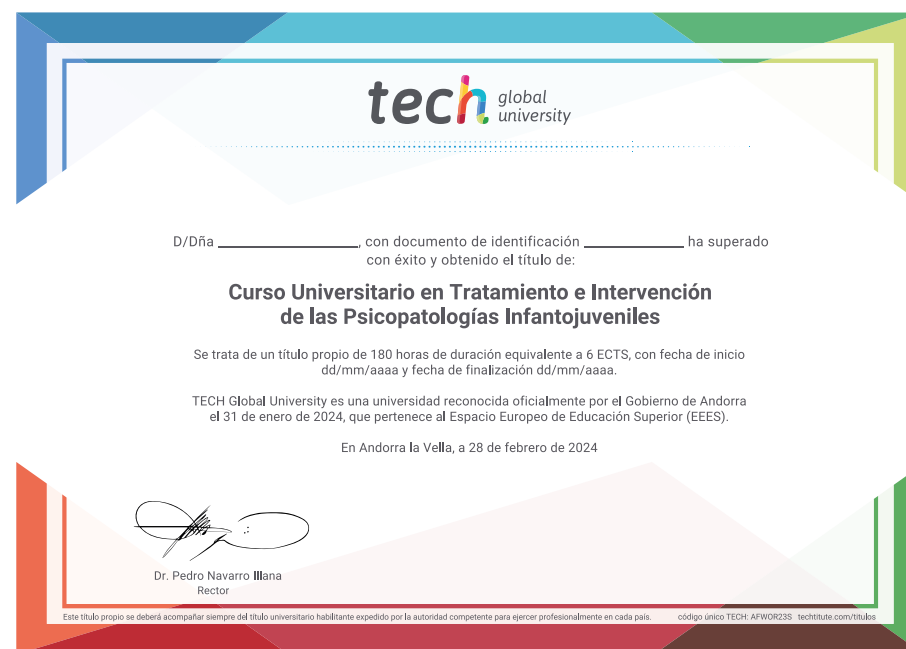 tech global university
D/Dña ____________________, con documento de identificación ______________ ha superado
con éxito y obtenido el título de:
Curso Universitario en Tratamiento e Intervención
de las Psicopatologías Infantojuveniles
Se trata de un título propio de 180 horas de duración equivalente a 6 ECTS, con fecha de inicio
dd/mm/aaaa y fecha de finalización dd/mm/aaaa.
TECH Global University es una universidad reconocida oficialmente por el Gobierno de Andorra
el 31 de enero de 2024, que pertenece al Espacio Europeo de Educación Superior (EEES).
En Andorra la Vella, a 28 de febrero de 2024
Dr. Pedro Navarro Illana
Rector
Este título propio se deberá acompañar siempre del título universitario habilitante expedido por la autoridad competente para ejercer profesionalmente en cada país. código único TECH: AFWOR23S techtitute.com/titulos